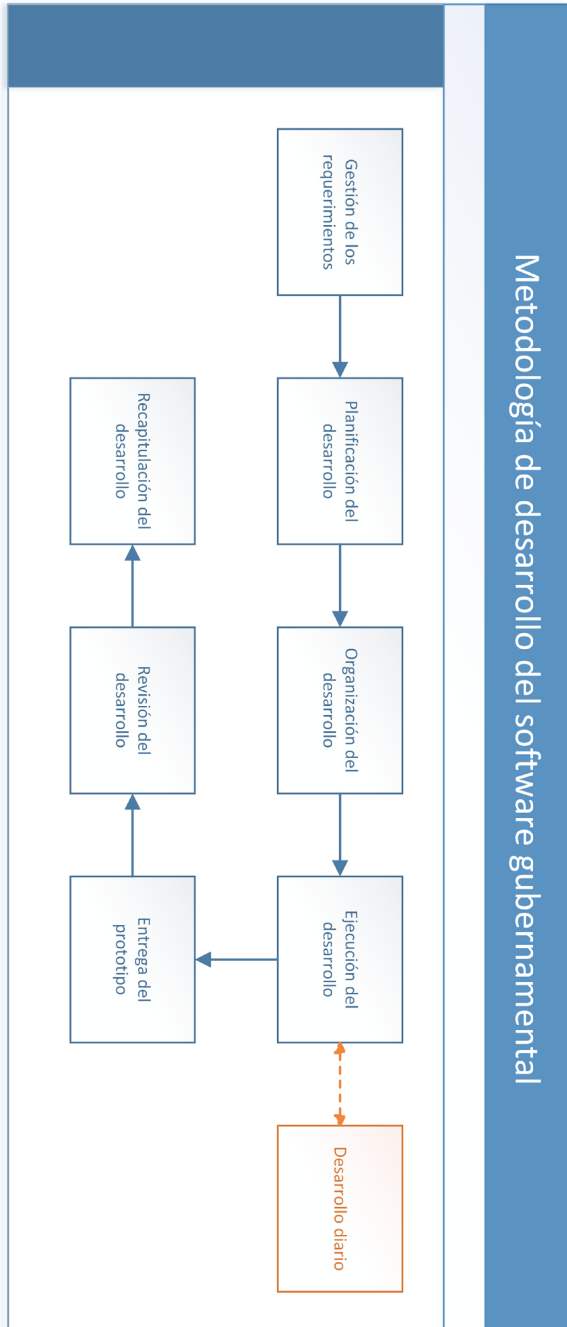 Metodología de desarrollo del software gubernamental
Gestión de los
requerimientos
Planificación del
desarrollo
Organización del
desarrollo
Ejecución del
desarrollo
Desarrollo diario
Recapitulación del
desarrollo
Revisión del
desarrollo
Entrega del
prototipo